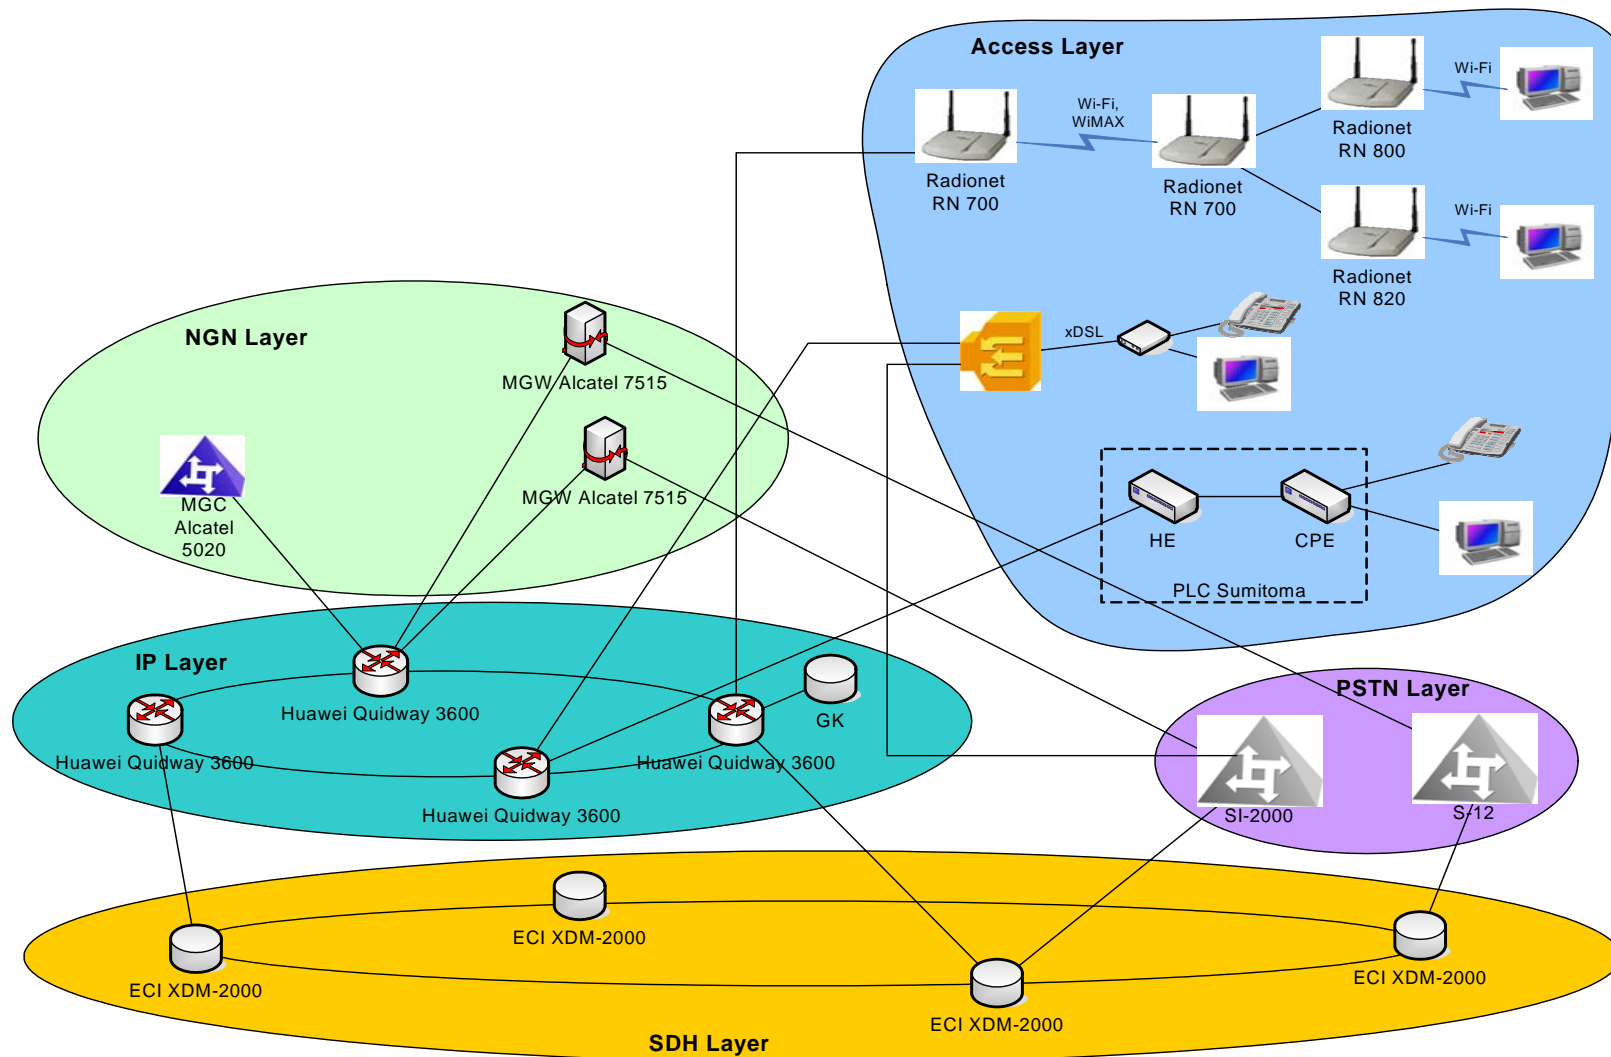 Access Layer
Wi-Fi
Wi-Fi,
WiMAX
Radionet
RN 800
Radionet
RN 700
Radionet
RN 700
Wi-Fi
Radionet
RN 820
NGN Layer
xDSL
MGW Alcatel 7515
MGW Alcatel 7515
MGC
Alcatel
5020
HE
CPE
PLC Sumitoma
IP Layer
PSTN Layer
Huawei Quidway 3600
GK
Huawei Quidway 3600
Huawei Quidway 3600
Huawei Quidway 3600
SI-2000
S-12
ECI XDM-2000
ECI XDM-2000
ECI XDM-2000
ECI XDM-2000
SDH Layer